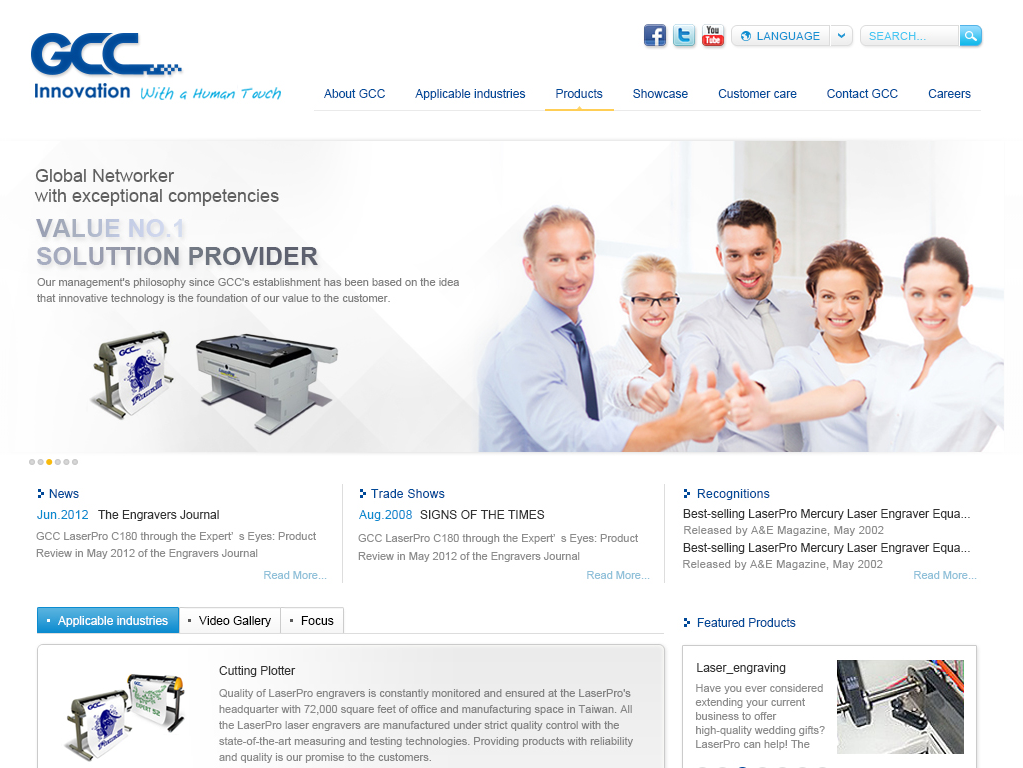 You Tube
LANGUAGE
SEARCH...
GCC
Innovation With a Human Touch
About GCC
Applicable industries
Products
Showcase
Customer care
Contact GCC
Careers
Global Networker
with exceptional competencies
VALUE NO.1
SOLUTTION PROVIDER
Our management's philosophy since GCC's establishment has been based on the idea
that innovative technology is the foundation of our value to the customer.
GCC
LaserPro
News
Jun.2012 The Engravers Journal
GCC LaserPro C180 through the Expert’s Eyes: Product
Review in May 2012 of the Engravers Journal
Read More...
Trade Shows
Aug.2008 SIGNS OF THE TIMES
GCC LaserPro C180 through the Expert’s Eyes: Product
Review in May 2012 of the Engravers Journal
Read More...
Recognitions
Best-selling LaserPro Mercury Laser Engraver Equa...
Released by A&E Magazine, May 2002
Best-selling LaserPro Mercury Laser Engraver Equa...
Released by A&E Magazine, May 2002
Read More...
Applicable industries
Video Gallery
Focus
GCC
GCC
EXPERT 52
Cutting Plotter
Quality of LaserPro engravers is constantly monitored and ensured at the LaserPro's
headquarter with 72,000 square feet of office and manufacturing space in Taiwan. All
the LaserPro laser engravers are manufactured under strict quality control with the
state-of-the-art measuring and testing technologies. Providing products with reliability
and quality is our promise to the customers.
Featured Products
Laser_engraving
Have you ever considered
extending your current
business to offer
high-quality wedding gifts?
LaserPro can help! The